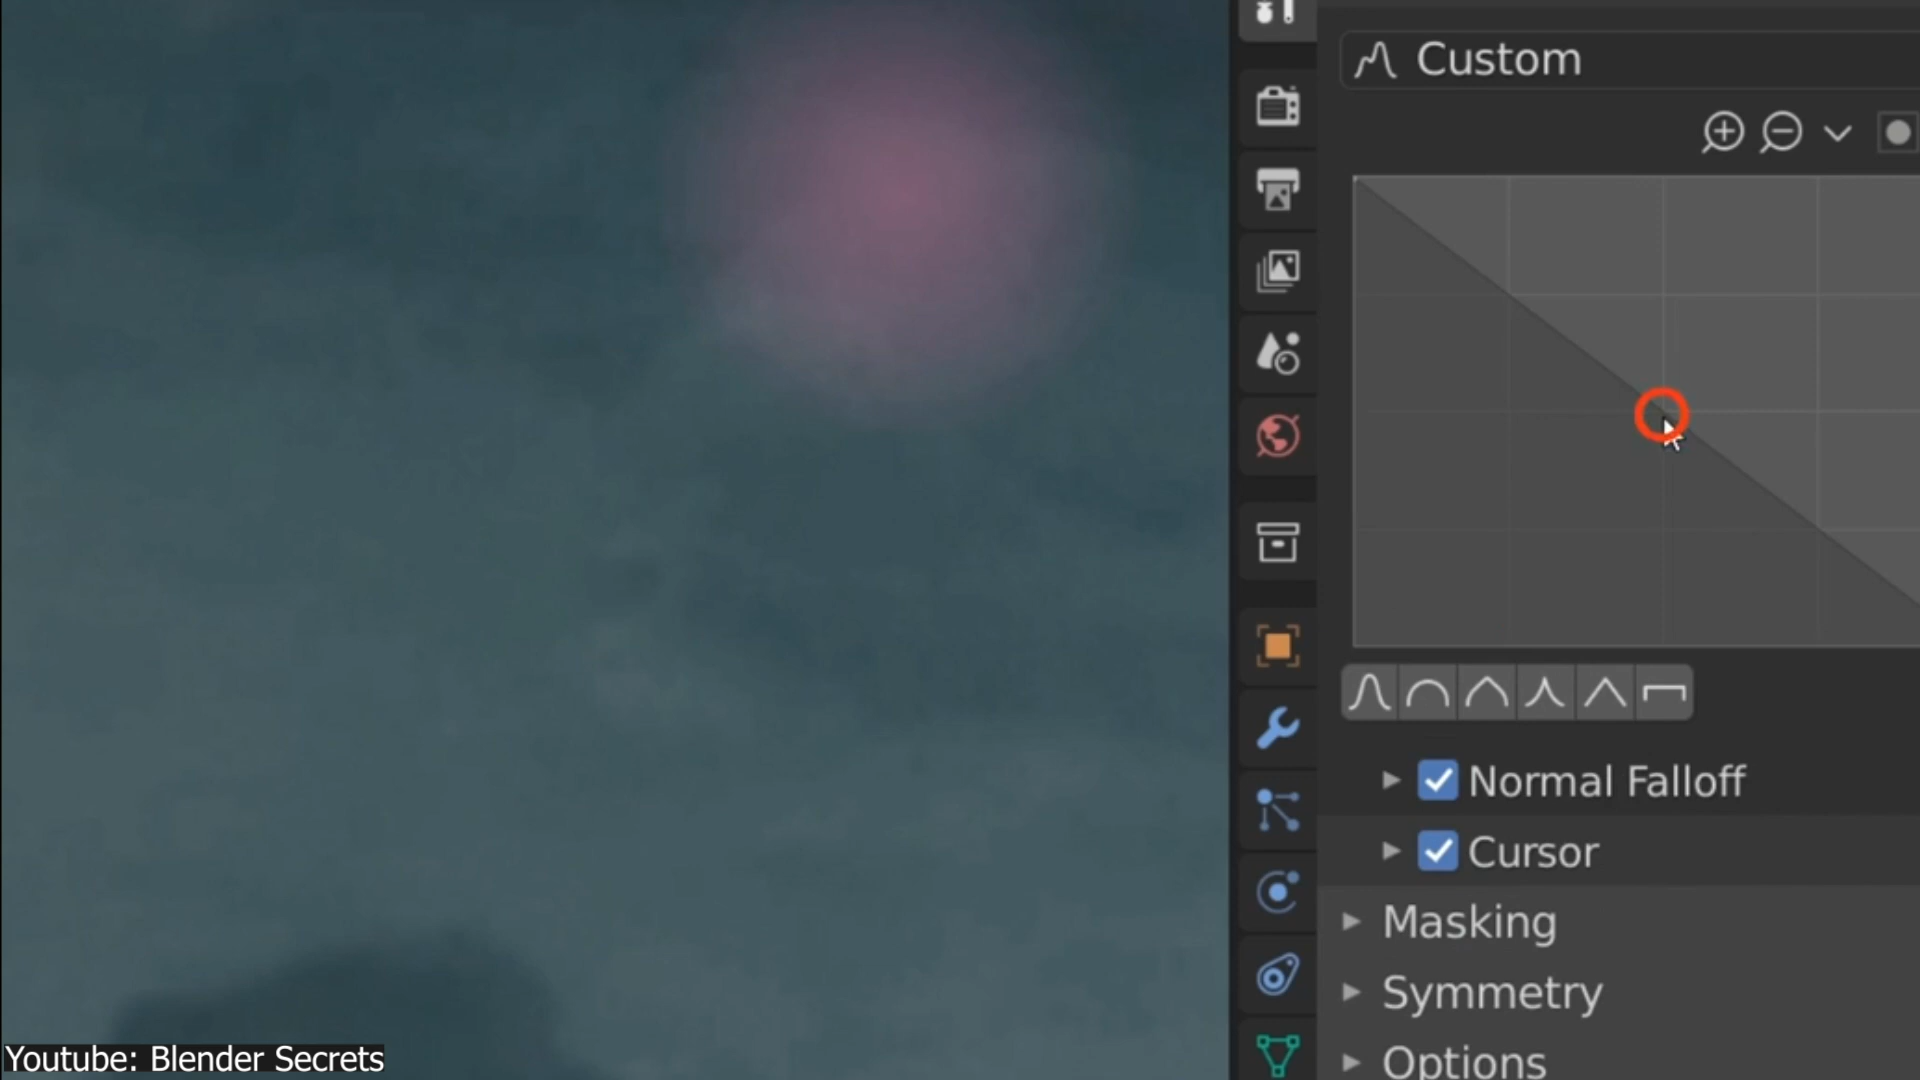 Custom
Normal Falloff
Cursor
Masking
Symmetry
Options
Youtube: Blender Secrets